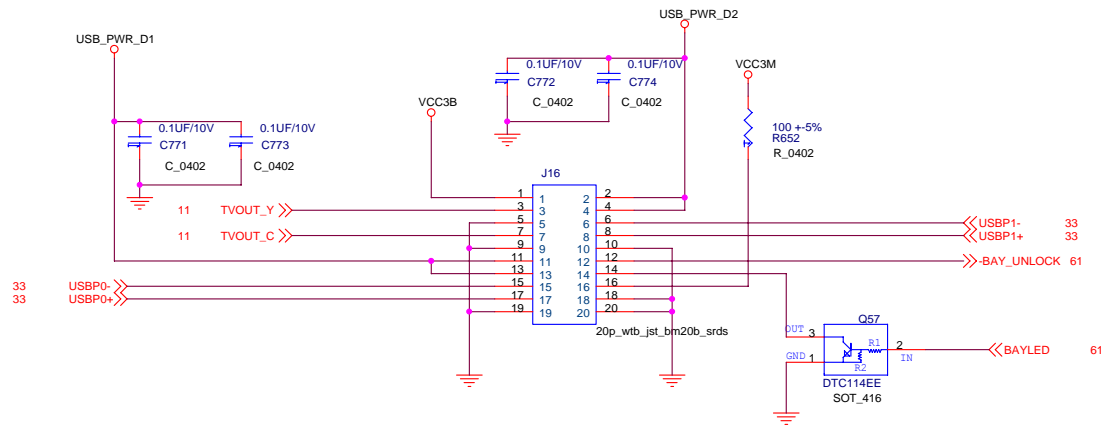 USB_PWR_D2
USB_PWR_D1
VCC3M
0.1UF/10V 0.1UF/10V
C772 C774
C_0402 C_0402
VCC3B
0.1UF/10V 0.1UF/10V
C771 C773
C_0402 C_0402
100 +-5%
R652
R_0402
J16
1 1 2 2
11 TVOUT_Y 3 3 4 4
5 5 6 6 USBP1- 33
11 TVOUT_C 7 7 8 8 USBP1+ 33
9 9 10 10
11 11 12 12 -BAY_UNLOCK 61
13 13 14 14
33 USBP0- 15 15 16 16
33 USBP0+ 17 17 18 18
19 19 20 20
20p_wtb_jst_bm20b_srds
Q57
OUT 3
R1 2
GND 1 R2 IN
BAYLED 61
DTC114EE
SOT_416